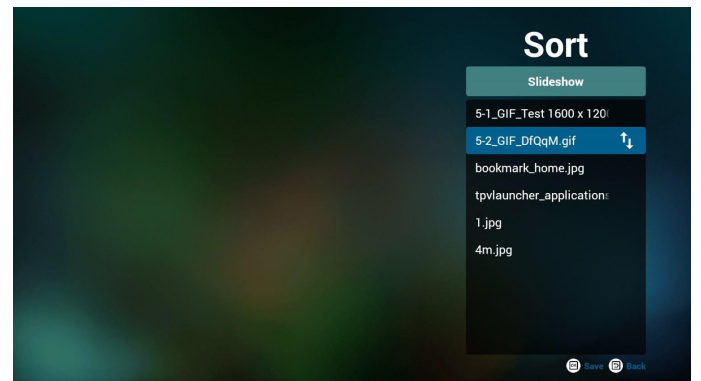 Sort
Slideshow
5-1_GIF_Test 1600 x 120
5-2_GIF_DfQqM.gif
bookmark_home.jpg
tpvlauncher_applications
1.jpg
4m.jpg
Save Back